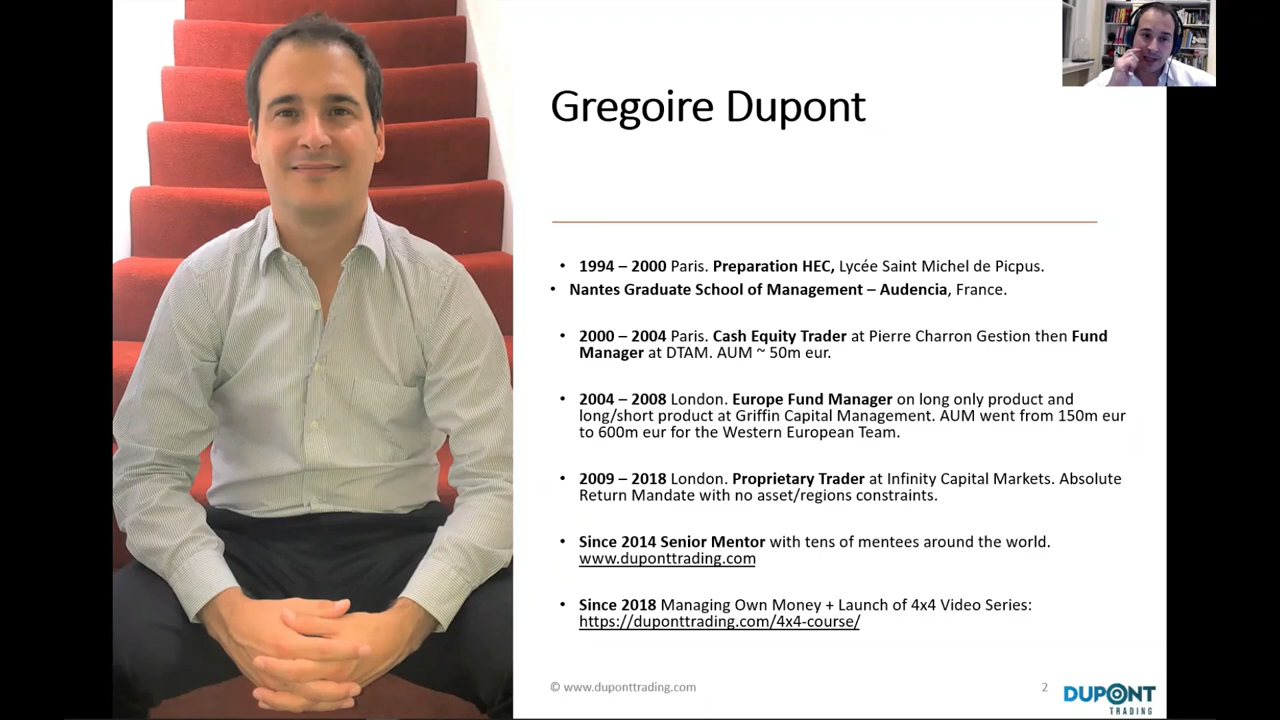 Gregoire Dupont
• 1994 – 2000 Paris. Preparation HEC, Lycée Saint Michel de Picpus.
• Nantes Graduate School of Management – Audencia, France.
• 2000 – 2004 Paris. Cash Equity Trader at Pierre Charron Gestion then Fund
Manager at DTAM. AUM ~ 50m eur.
• 2004 – 2008 London. Europe Fund Manager on long only product and
long/short product at Griffin Capital Management. AUM went from 150m eur
to 600m eur for the Western European Team.
• 2009 – 2018 London. Proprietary Trader at Infinity Capital Markets. Absolute
Return Mandate with no asset/regions constraints.
• Since 2014 Senior Mentor with tens of mentees around the world.
www.duponttrading.com
• Since 2018 Managing Own Money + Launch of 4x4 Video Series:
https://duponttrading.com/4x4-course/
© www.duponttrading.com
2
DUPONT
TRADING